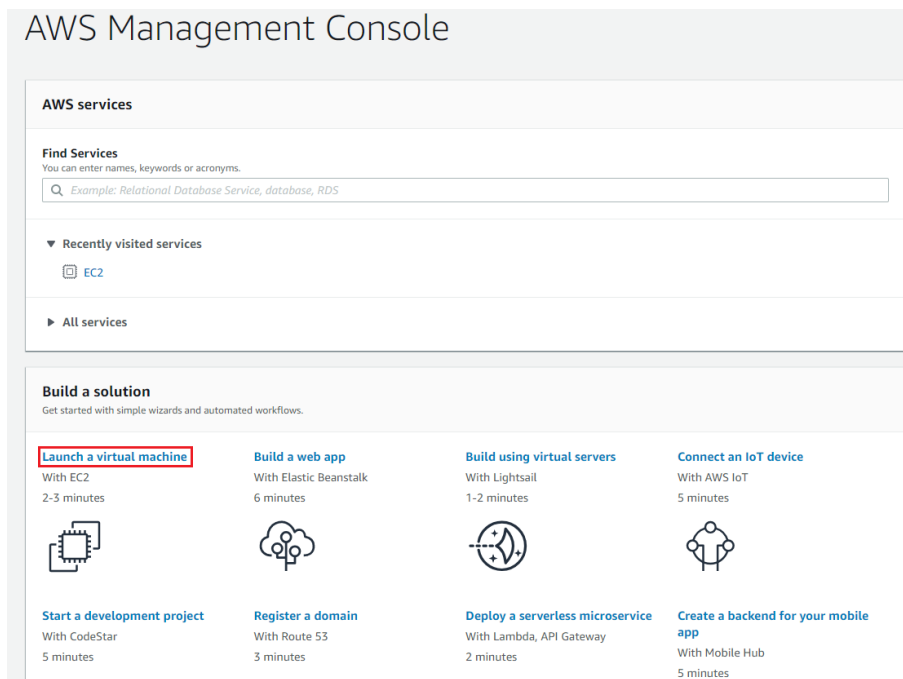 AWS Management Console
AWS services
Find Services
You can enter names, keywords or acronyms.
Example: Relational Database Service, database, RDS
Recently visited services
EC2
All services
Build a solution
Get started with simple wizards and automated workflows.
Launch a virtual machine
With EC2
2-3 minutes
Build a web app
With Elastic Beanstalk
6 minutes
Build using virtual servers
With Lightsail
1-2 minutes
Connect an IoT device
With AWS IoT
5 minutes
Start a development project
With CodeStar
5 minutes
Register a domain
With Route 53
3 minutes
Deploy a serverless microservice
With Lambda, API Gateway
2 minutes
Create a backend for your mobile
app
With Mobile Hub
5 minutes